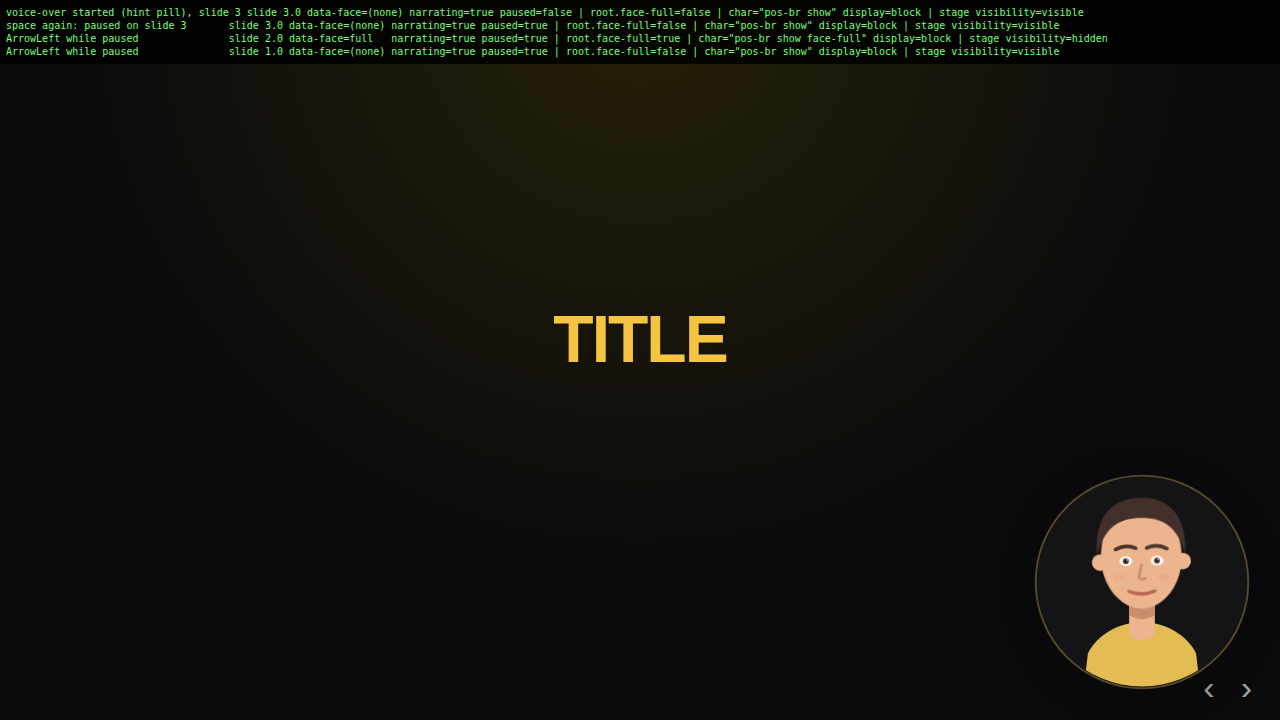 voice-over started (hint pill), slide 3 slide 3.0 data-face=(none) narrating=true paused=false | root.face-full=false | char="pos-br show" display=block | stage visibility=visible
space again: paused on slide 3 slide 3.0 data-face=(none) narrating=true paused=true | root.face-full=false | char="pos-br show" display=block | stage visibility=visible
ArrowLeft while paused slide 2.0 data-face=full narrating=true paused=true | root.face-full=true | char="pos-br show face-full" display=block | stage visibility=hidden
ArrowLeft while paused slide 1.0 data-face=(none) narrating=true paused=true | root.face-full=false | char="pos-br show" display=block | stage visibility=visible
TITLE
‹ ›